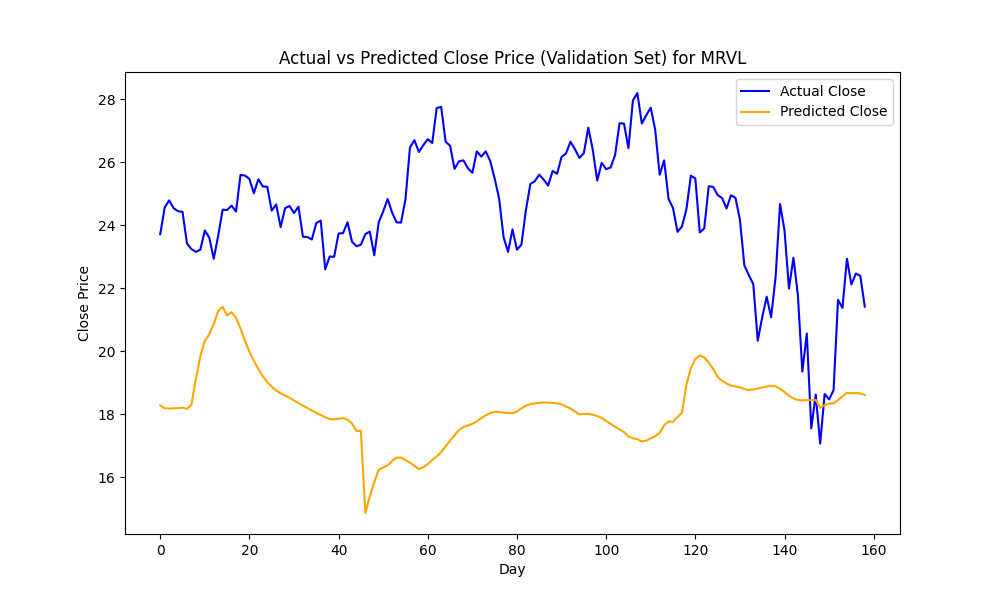 Actual vs Predicted Close Price (Validation Set) for MRVL
Actual Close
Predicted Close
Close Price
28
26
24
22
20
18
16
0 20 40 60 80 100 120 140 160
Day